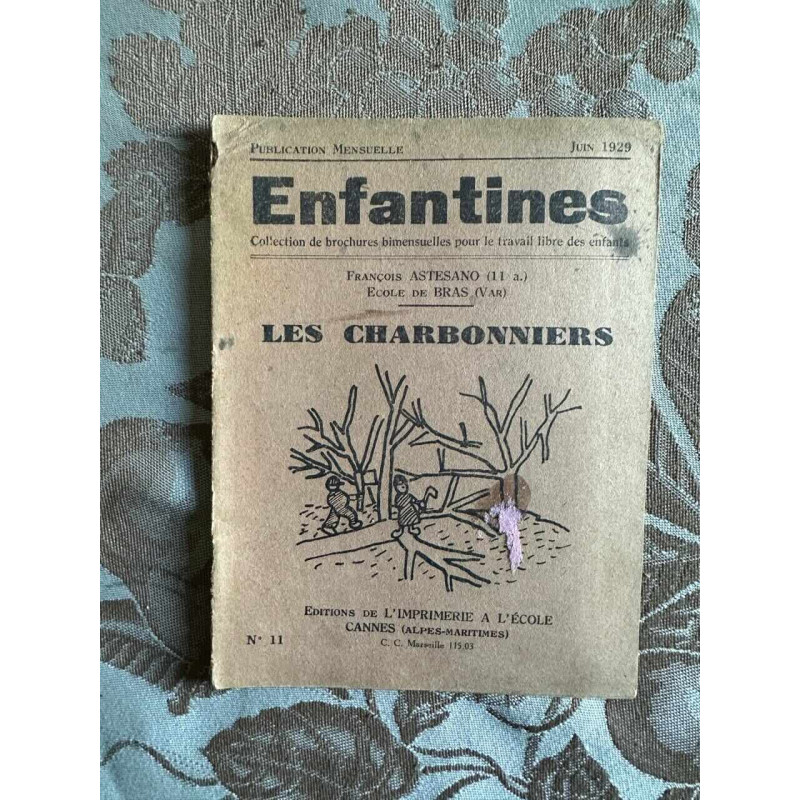 PUBLICATION MENSUELLE JUIN 1929
Enfantines
Collection de brochures bimensuelles pour le travail libre des enfants
FRANÇOIS ASTESANO (11 a.)
ECOLE DE BRAS (VAR)
LES CHARBONNIERS
EDITIONS DE L'IMPRIMERIE A L'ÉCOLE
CANNES (ALPES-MARITIMES)
N° 11 C. C. Marseille 115.03